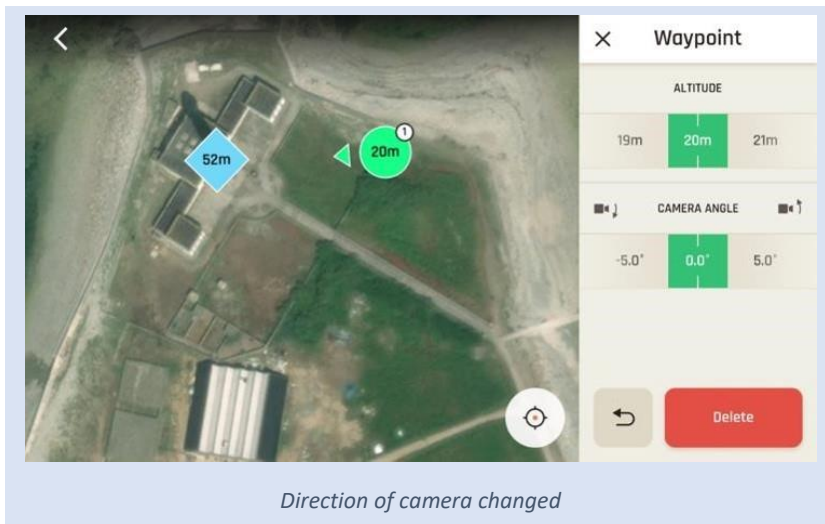 Waypoint
ALTITUDE
19m 20m 21m
CAMERA ANGLE
-5.0° 0.0° 5.0°
Delete
52m
20m
1
Direction of camera changed